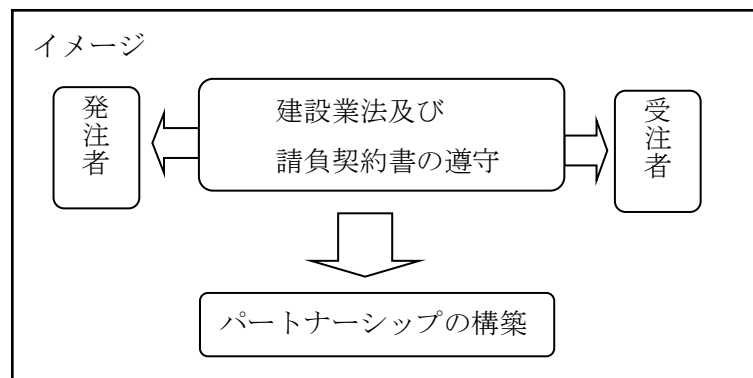 イメージ
発注者
建設業法及び
請負契約書の遵守
受注者
パートナーシップの構築